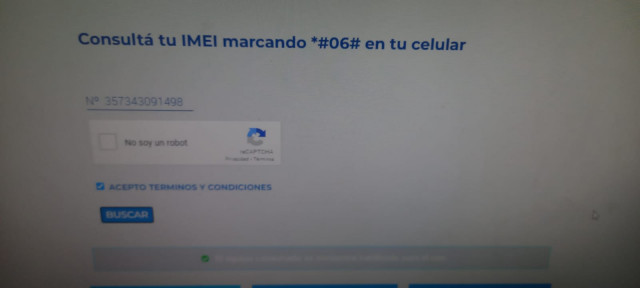 Consultá tu IMEI marcando *#06# en tu celular
Nº 357343091498
No soy un robot
reCAPTCHA
Privacidad - Términos
ACEPTO TERMINOS Y CONDICIONES
BUSCAR